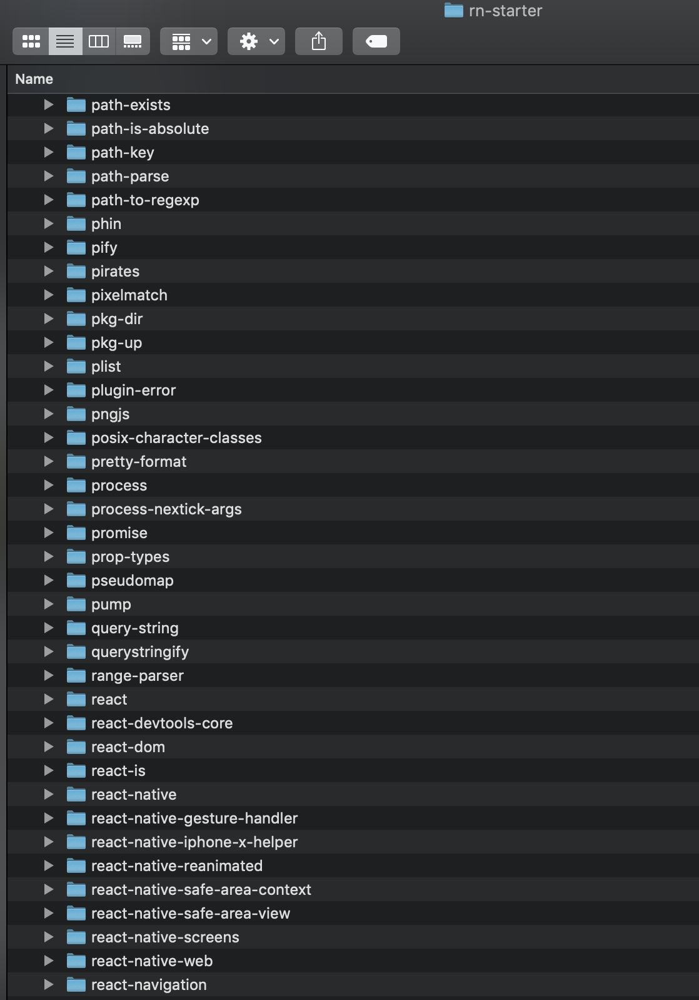 rn-starter
Name
path-exists
path-is-absolute
path-key
path-parse
path-to-regexp
phin
pify
pirates
pixelmatch
pkg-dir
pkg-up
plist
plugin-error
pngjs
posix-character-classes
pretty-format
process
process-nextick-args
promise
prop-types
pseudomap
pump
query-string
querystringify
range-parser
react
react-devtools-core
react-dom
react-is
react-native
react-native-gesture-handler
react-native-iphone-x-helper
react-native-reanimated
react-native-safe-area-context
react-native-safe-area-view
react-native-screens
react-native-web
react-navigation